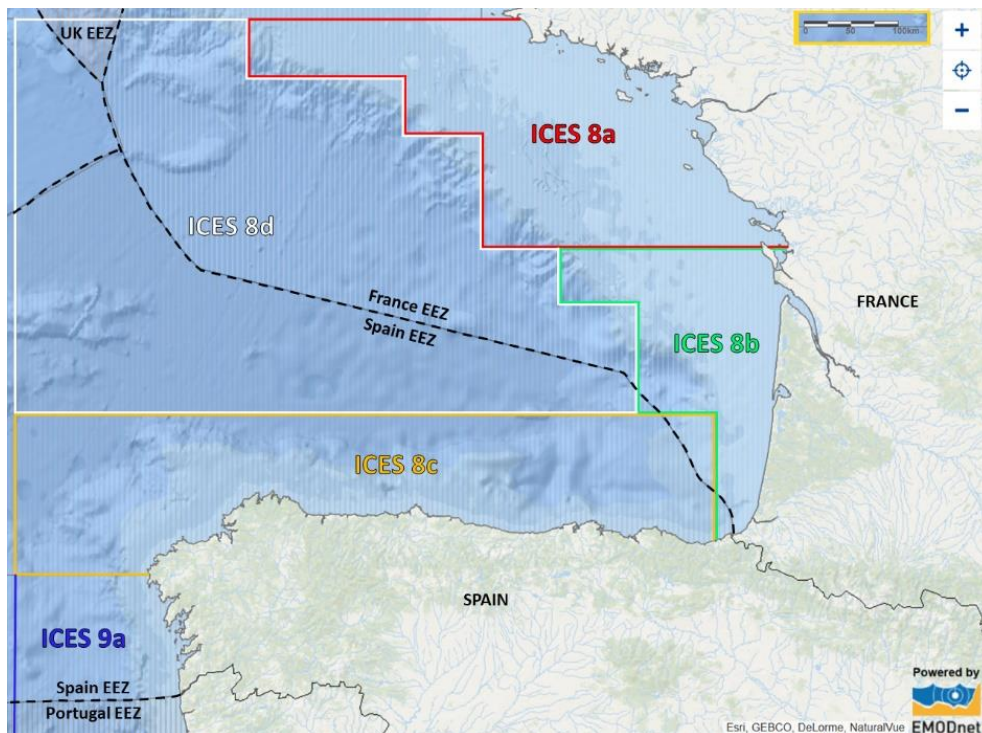 UK EEZ
0 50 100km
+
−
ICES 8a
ICES 8d
France EEZ
Spain EEZ
FRANCE
ICES 8b
ICES 8c
SPAIN
ICES 9a
Spain EEZ
Portugal EEZ
Powered by
Esri, GEBCO, DeLorme, NaturalVue
EMODnet